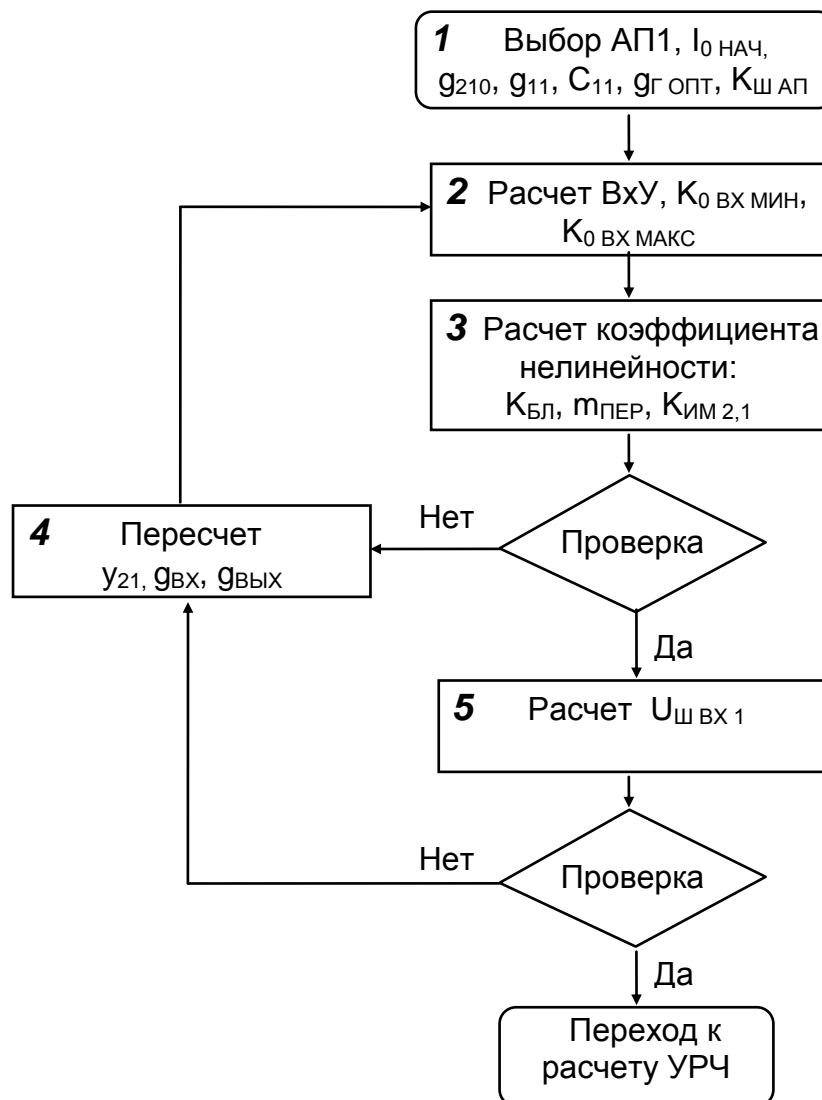 1 Выбор АП1, I0 НАЧ,
g210, g11, C11, gГ ОПТ, KШ АП
2 Расчет ВхУ, K0 ВХ МИН,
K0 ВХ МАКС
3 Расчет коэффициента
нелинейности:
KБЛ, mПЕР, KИМ 2,1
Проверка
Нет
4 Пересчет
y21, gВХ, gВЫХ
Да
5 Расчет UШ ВХ 1
Проверка
Нет
Да
Переход к
расчету УРЧ